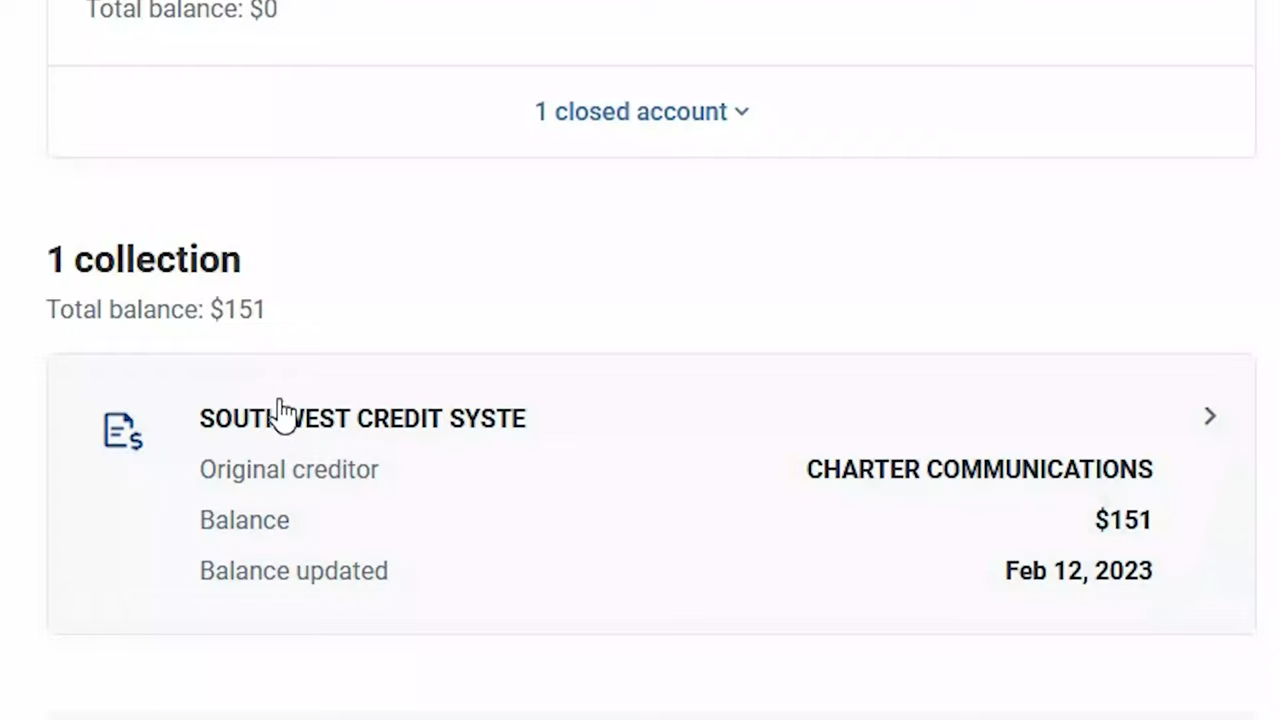 Total balance: $0
1 closed account
1 collection
Total balance: $151
SOUTHWEST CREDIT SYSTE
Original creditor CHARTER COMMUNICATIONS
Balance $151
Balance updated Feb 12, 2023